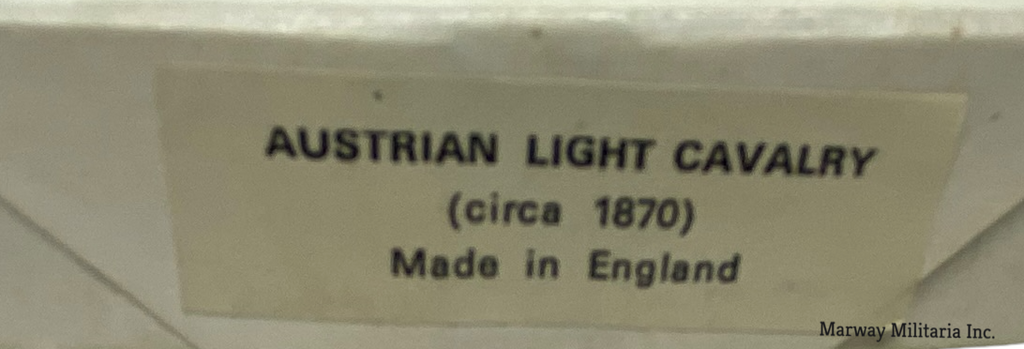 AUSTRIAN LIGHT CAVALRY
(circa 1870)
Made in England
Marway Militaria Inc.